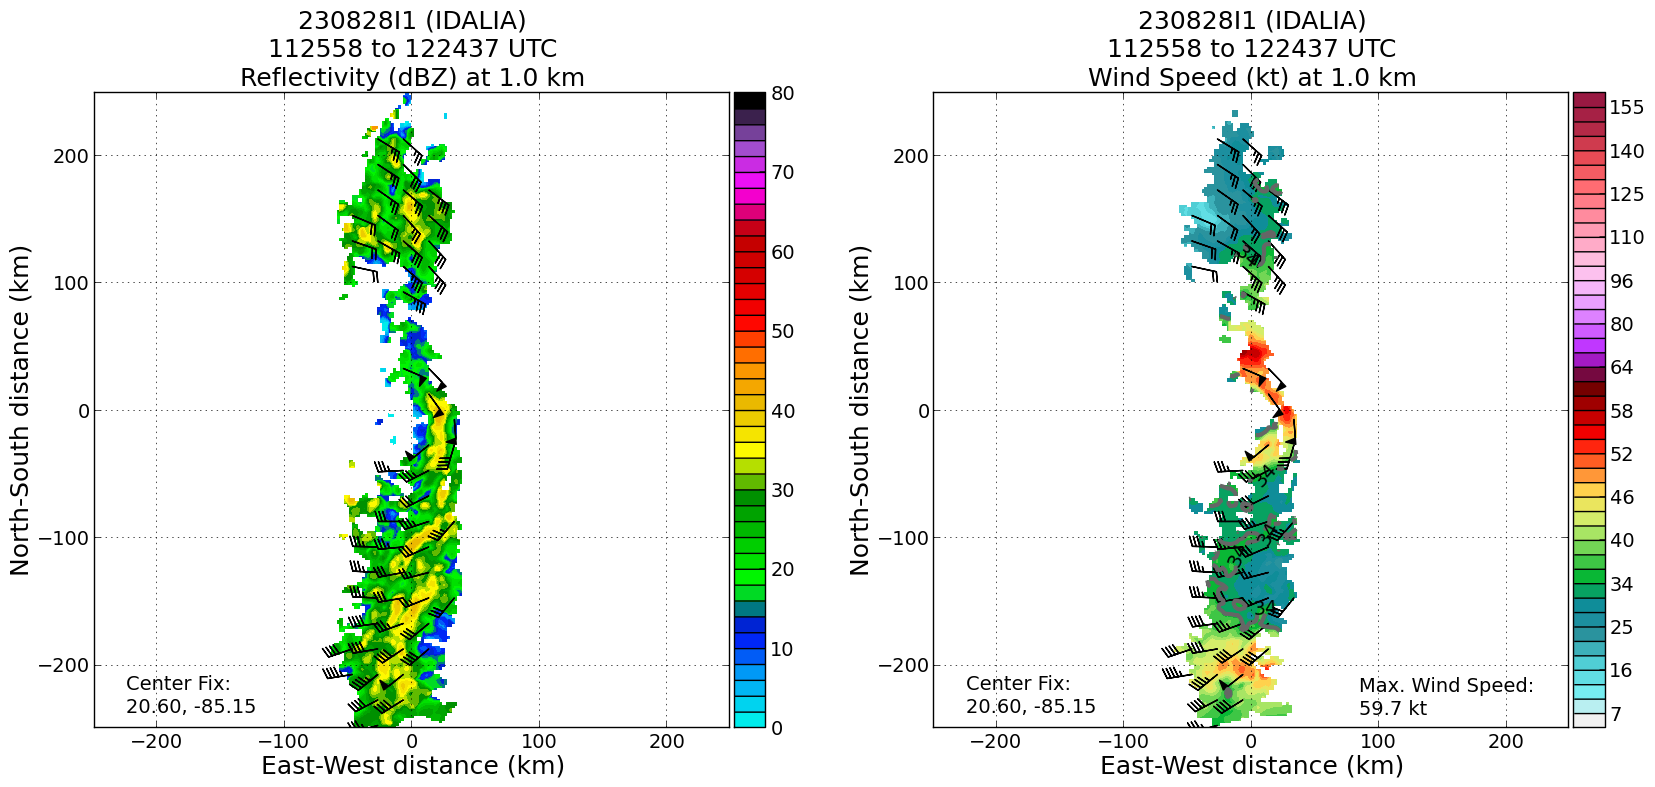 230828I1 (IDALIA)
112558 to 122437 UTC
Reflectivity (dBZ) at 1.0 km
North-South distance (km)
200
100
0
−100
−200
Center Fix:
20.60, -85.15
−200 −100 0 100 200
East-West distance (km)
80
70
60
50
40
30
20
10
0
230828I1 (IDALIA)
112558 to 122437 UTC
Wind Speed (kt) at 1.0 km
North-South distance (km)
200
100
0
−100
−200
34
34
34
34
34
Center Fix:
20.60, -85.15
Max. Wind Speed:
59.7 kt
−200 −100 0 100 200
East-West distance (km)
155
140
125
110
96
80
64
58
52
46
40
34
25
16
7